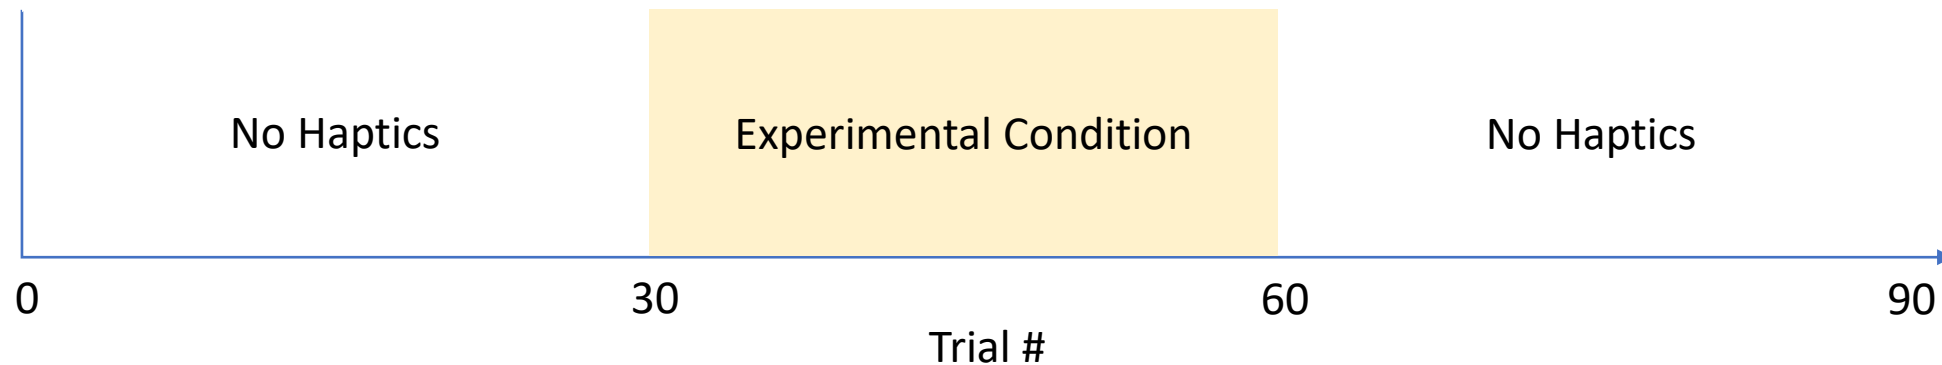 No Haptics Experimental Condition No Haptics
0 30 60 90
Trial #